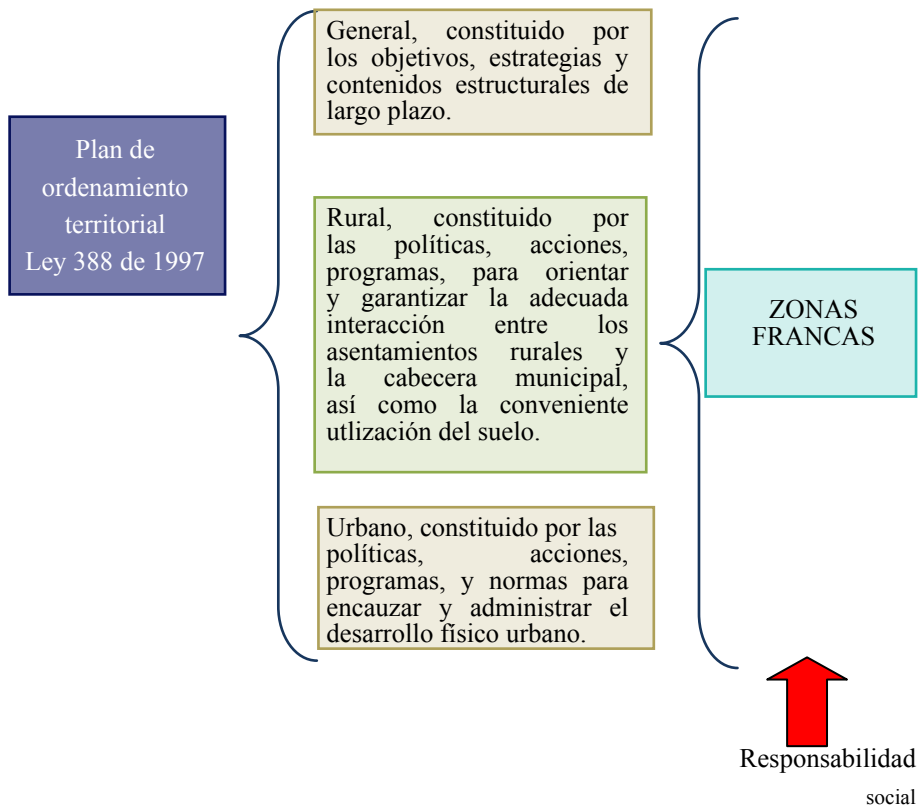 Plan de
ordenamiento
territorial
Ley 388 de 1997
General, constituido por
los objetivos, estrategias y
contenidos estructurales de
largo plazo.
Rural, constituido por
las políticas, acciones,
programas, para orientar
y garantizar la adecuada
interacción entre los
asentamientos rurales y
la cabecera municipal,
así como la conveniente
utlización del suelo.
Urbano, constituido por las
políticas, acciones,
programas, y normas para
encauzar y administrar el
desarrollo físico urbano.
ZONAS
FRANCAS
Responsabilidad
social